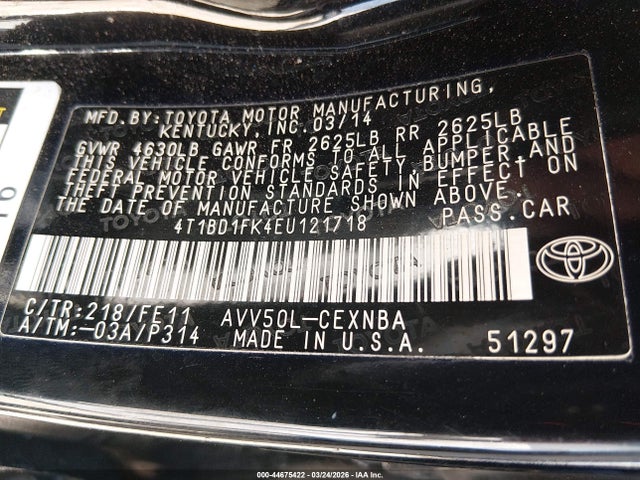 MFD. BY: TOYOTA MOTOR MANUFACTURING,
KENTUCKY, INC. 03/14
GVWR 4630LB GAWR FR 2625LB RR 2625LB
THIS VEHICLE CONFORMS TO ALL APPLICABLE
FEDERAL MOTOR VEHICLE SAFETY, BUMPER, AND
THEFT PREVENTION STANDARDS IN EFFECT ON
THE DATE OF MANUFACTURE SHOWN ABOVE.
4T1BD1FK4EU121718 PASS. CAR
C/TR: 218/FE11 AVV50L-CEXNBA
A/TM: -03A/P314 MADE IN U.S.A. 51297
000-44675422 - 03/24/2026 - IAA Inc.